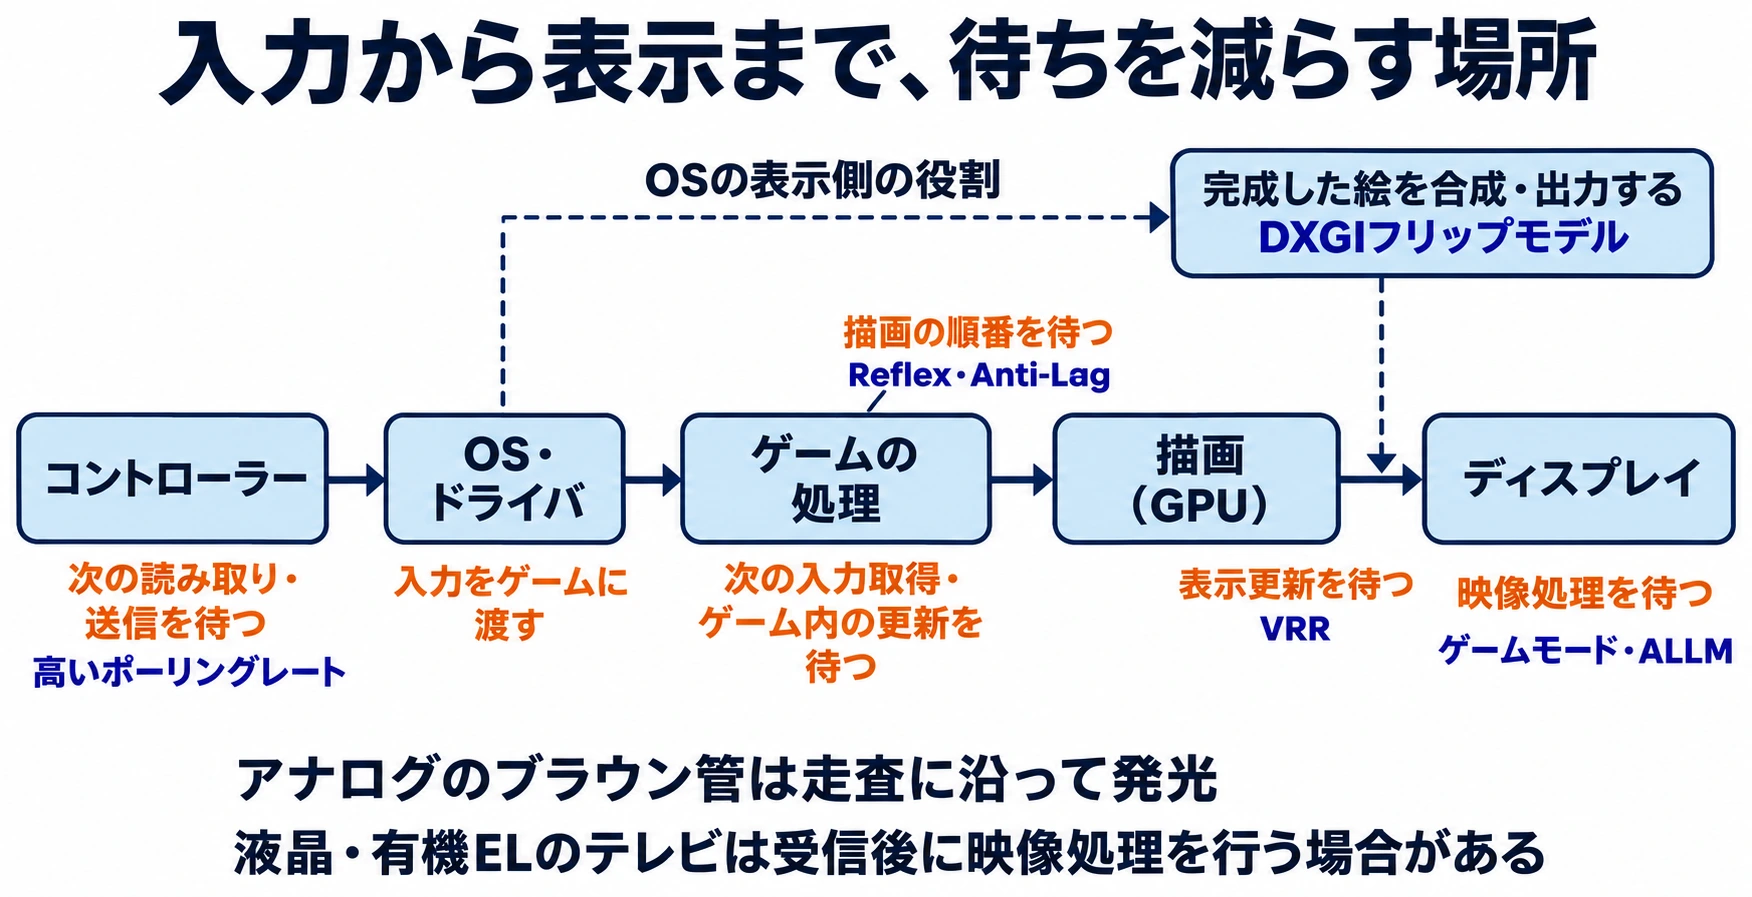 入力から表示まで、待ちを減らす場所
OSの表示側の役割
完成した絵を合成・出力する
DXGIフリップモデル
描画の順番を待つ
Reflex・Anti-Lag
コントローラー
OS・
ドライバ
ゲームの
処理
描画
（GPU）
ディスプレイ
次の読み取り・
送信を待つ
高いポーリングレート
入力をゲームに
渡す
次の入力取得・
ゲーム内の更新を
待つ
表示更新を待つ
VRR
映像処理を待つ
ゲームモード・ALLM
アナログのブラウン管は走査に沿って発光
液晶・有機ELのテレビは受信後に映像処理を行う場合がある